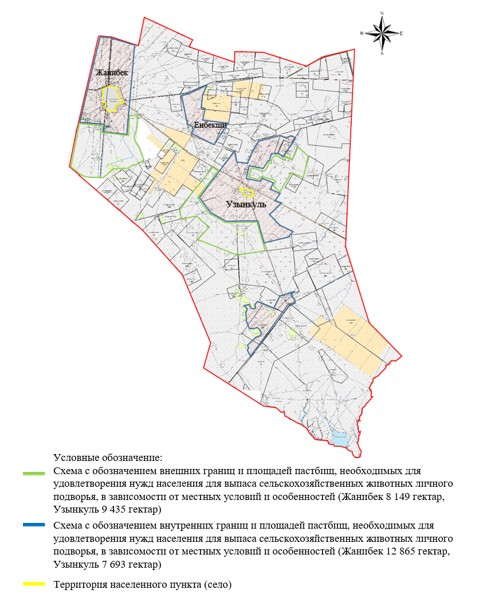 N
W
E
S
Жанибек
Енбекши
Узынкуль
Условные обозначение:
Схема с обозначением внешних границ и площадей пастбищ, необходимых для
удовлетворения нужд населения для выпаса сельскохозяйственных животных личного
подворья, в зависимости от местных условий и особенностей (Жанибек 8 149 гектар,
Узынкуль 9 435 гектар)
Схема с обозначением внутренних границ и площадей пастбищ, необходимых для
удовлетворения нужд населения для выпаса сельскохозяйственных животных личного
подворья, в зависимости от местных условий и особенностей (Жанибек 12 865 гектар,
Узынкуль 7 693 гектар)
Территория населенного пункта (село)